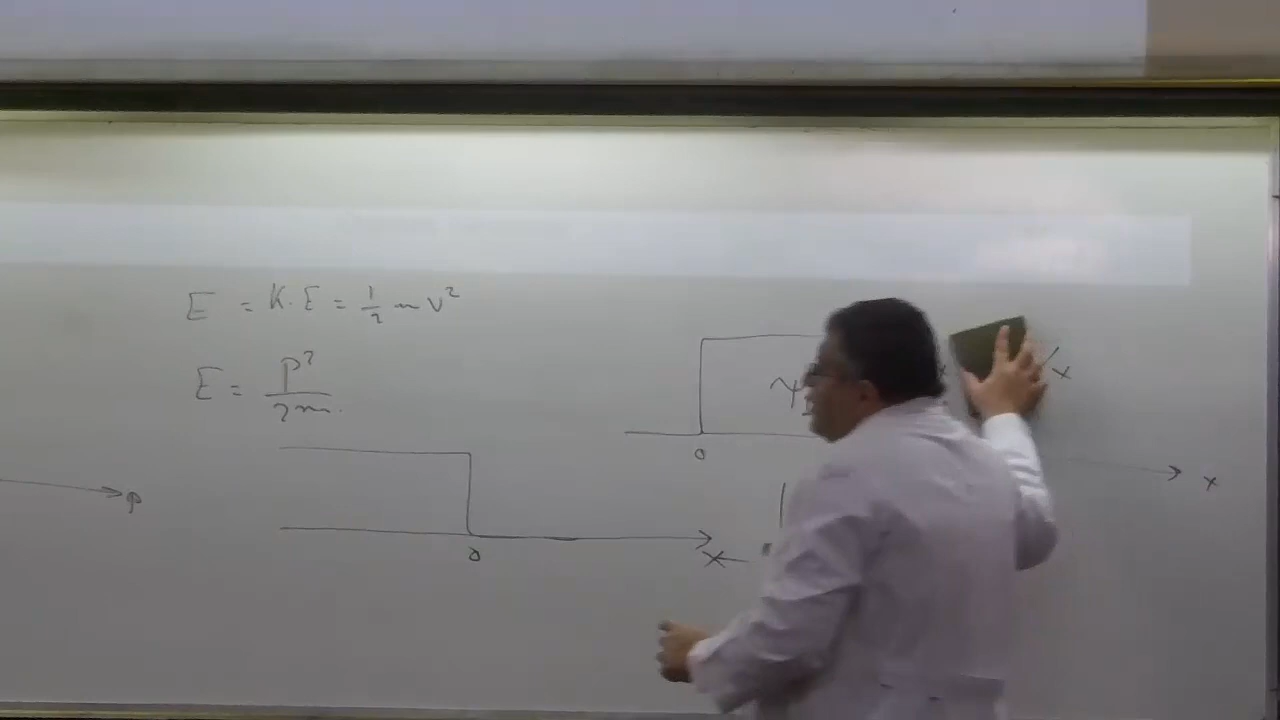 E = K.E = 1/2 m v²
E = p²/2m.
p
0
x
ψ
0
x
x